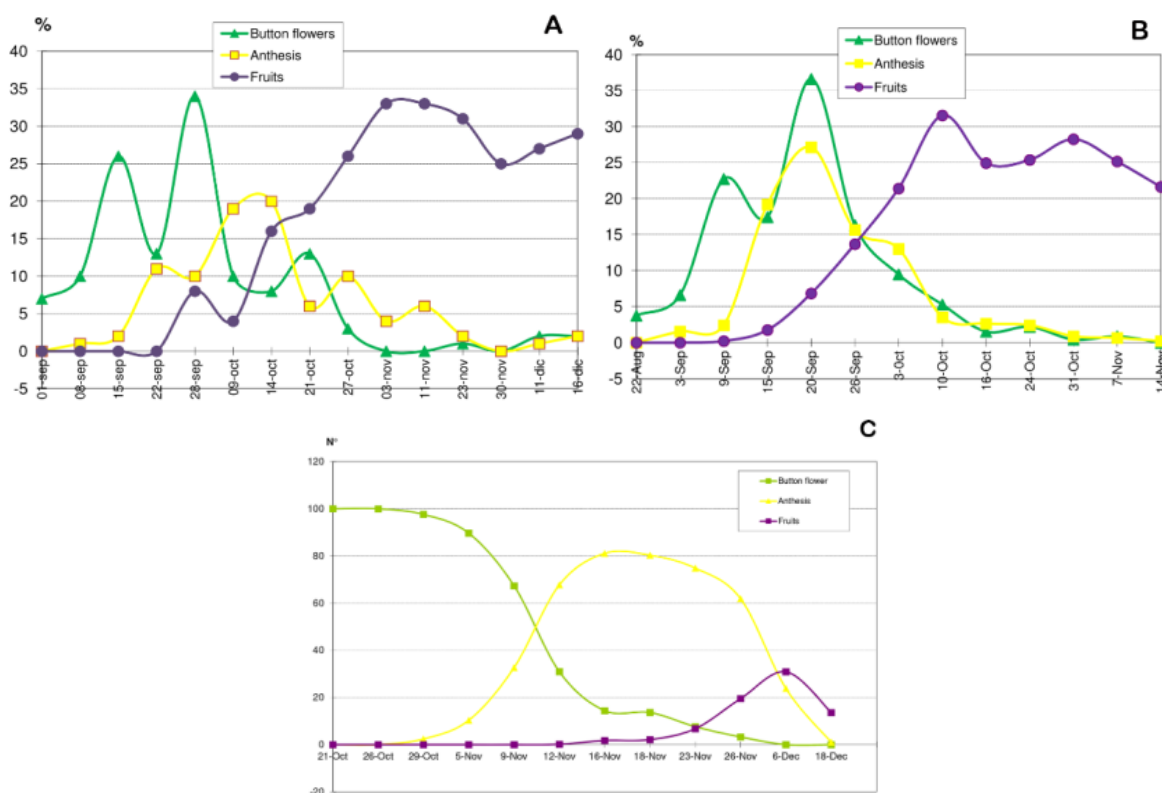 A
%
Button flowers
Anthesis
Fruits
40
35
30
25
20
15
10
5
0
-5
01-sep
08-sep
15-sep
22-sep
28-sep
09-oct
14-oct
21-oct
27-oct
03-nov
11-nov
23-nov
30-nov
11-dic
16-dic
B
%
Button flowers
Anthesis
Fruits
40
35
30
25
20
15
10
5
0
-5
22-Aug
3-Sep
9-Sep
15-Sep
20-Sep
26-Sep
3-Oct
10-Oct
16-Oct
24-Oct
31-Oct
7-Nov
14-Nov
C
N°
Button flower
Anthesis
Fruits
120
100
80
60
40
20
0
-20
21-Oct 26-Oct 29-Oct 5-Nov 9-Nov 12-Nov 16-Nov 18-Nov 23-Nov 26-Nov 6-Dec 18-Dec